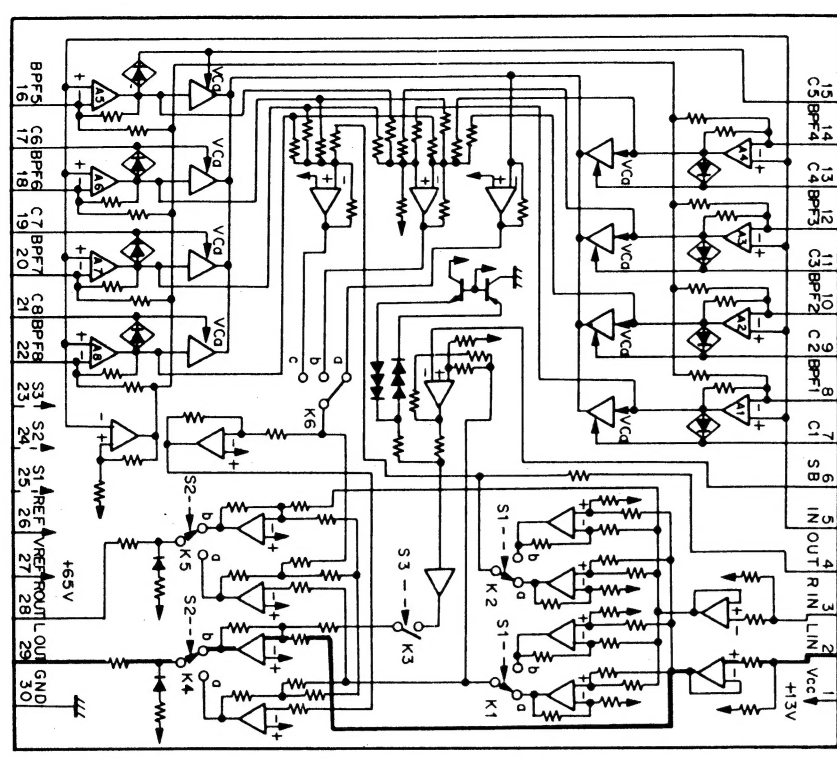 BPF5
16
C6
17
BPF6
18
C7
19
BPF7
20
C8
21
BPF8
22
S3
23
S2
24
S1
25
IREF
26
VREF
27
+65V
ROUT
28
LOUT
29
GND
30
15
C5
14
BPF4
13
C4
12
BPF3
11
C3
10
BPF2
9
C2
8
BPF1
7
C1
6
SB
5
IN
4
OUT
3
R IN
2
LIN
1
Vcc
+13V
A5
A6
A7
A8
A4
A3
A2
A1
VCa
VCa
VCa
VCa
VCa
VCa
VCa
VCa
c
b
a
K6
S2
b
K5
a
S2
b
K4
a
S3
K3
S1
b
K2
a
S1
b
K1
a